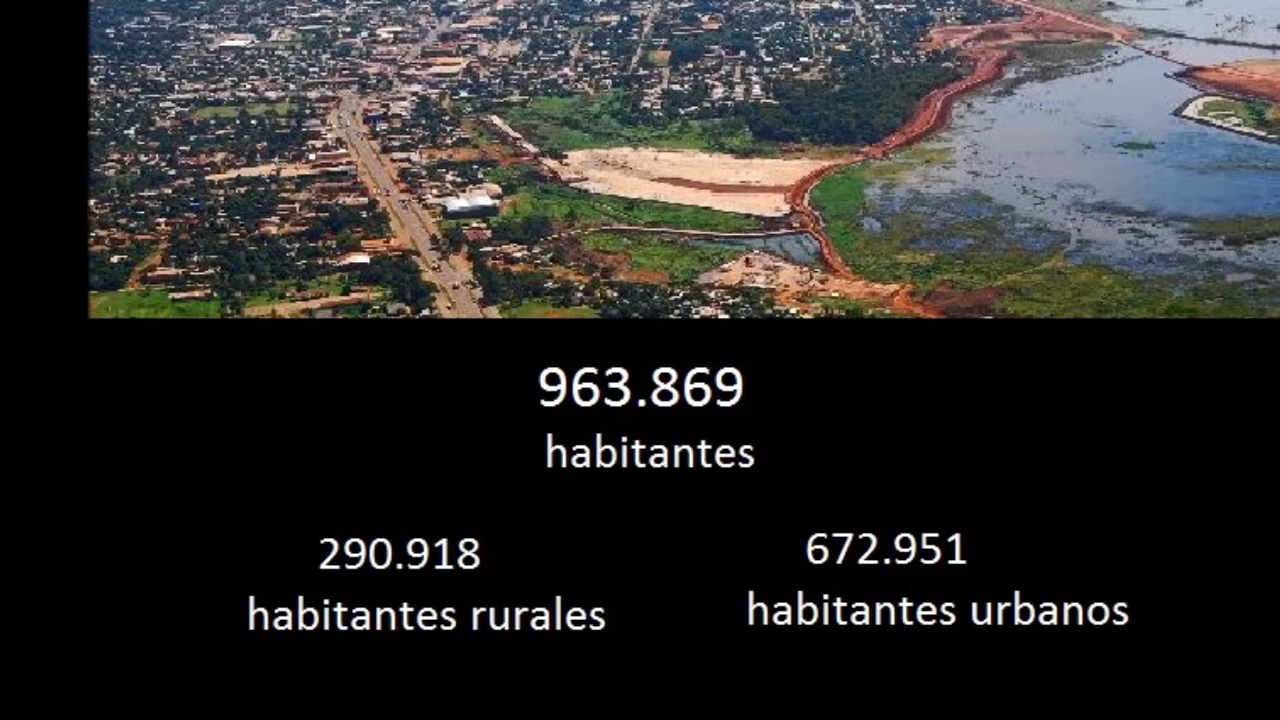 963.869
habitantes
290.918
habitantes rurales
672.951
habitantes urbanos